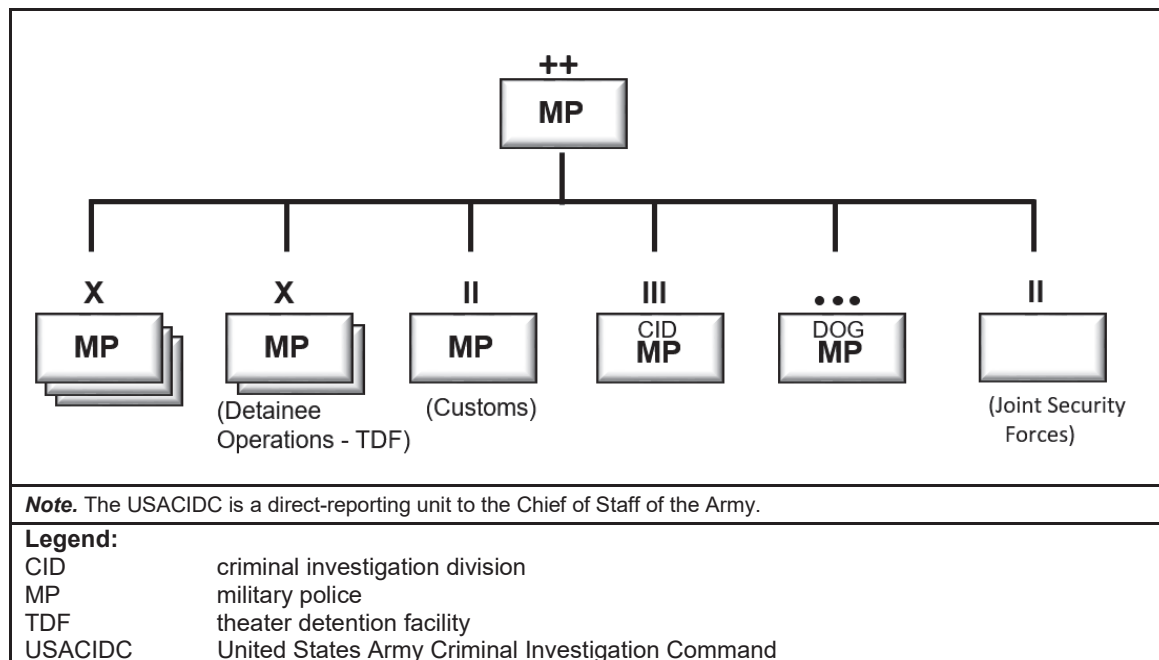 ++
MP
X X II III ••• II
MP MP MP CID MP DOG MP
(Detainee Operations - TDF)
(Customs)
(Joint Security Forces)
Note. The USACIDC is a direct-reporting unit to the Chief of Staff of the Army.
Legend:
CID criminal investigation division
MP military police
TDF theater detention facility
USACIDC United States Army Criminal Investigation Command